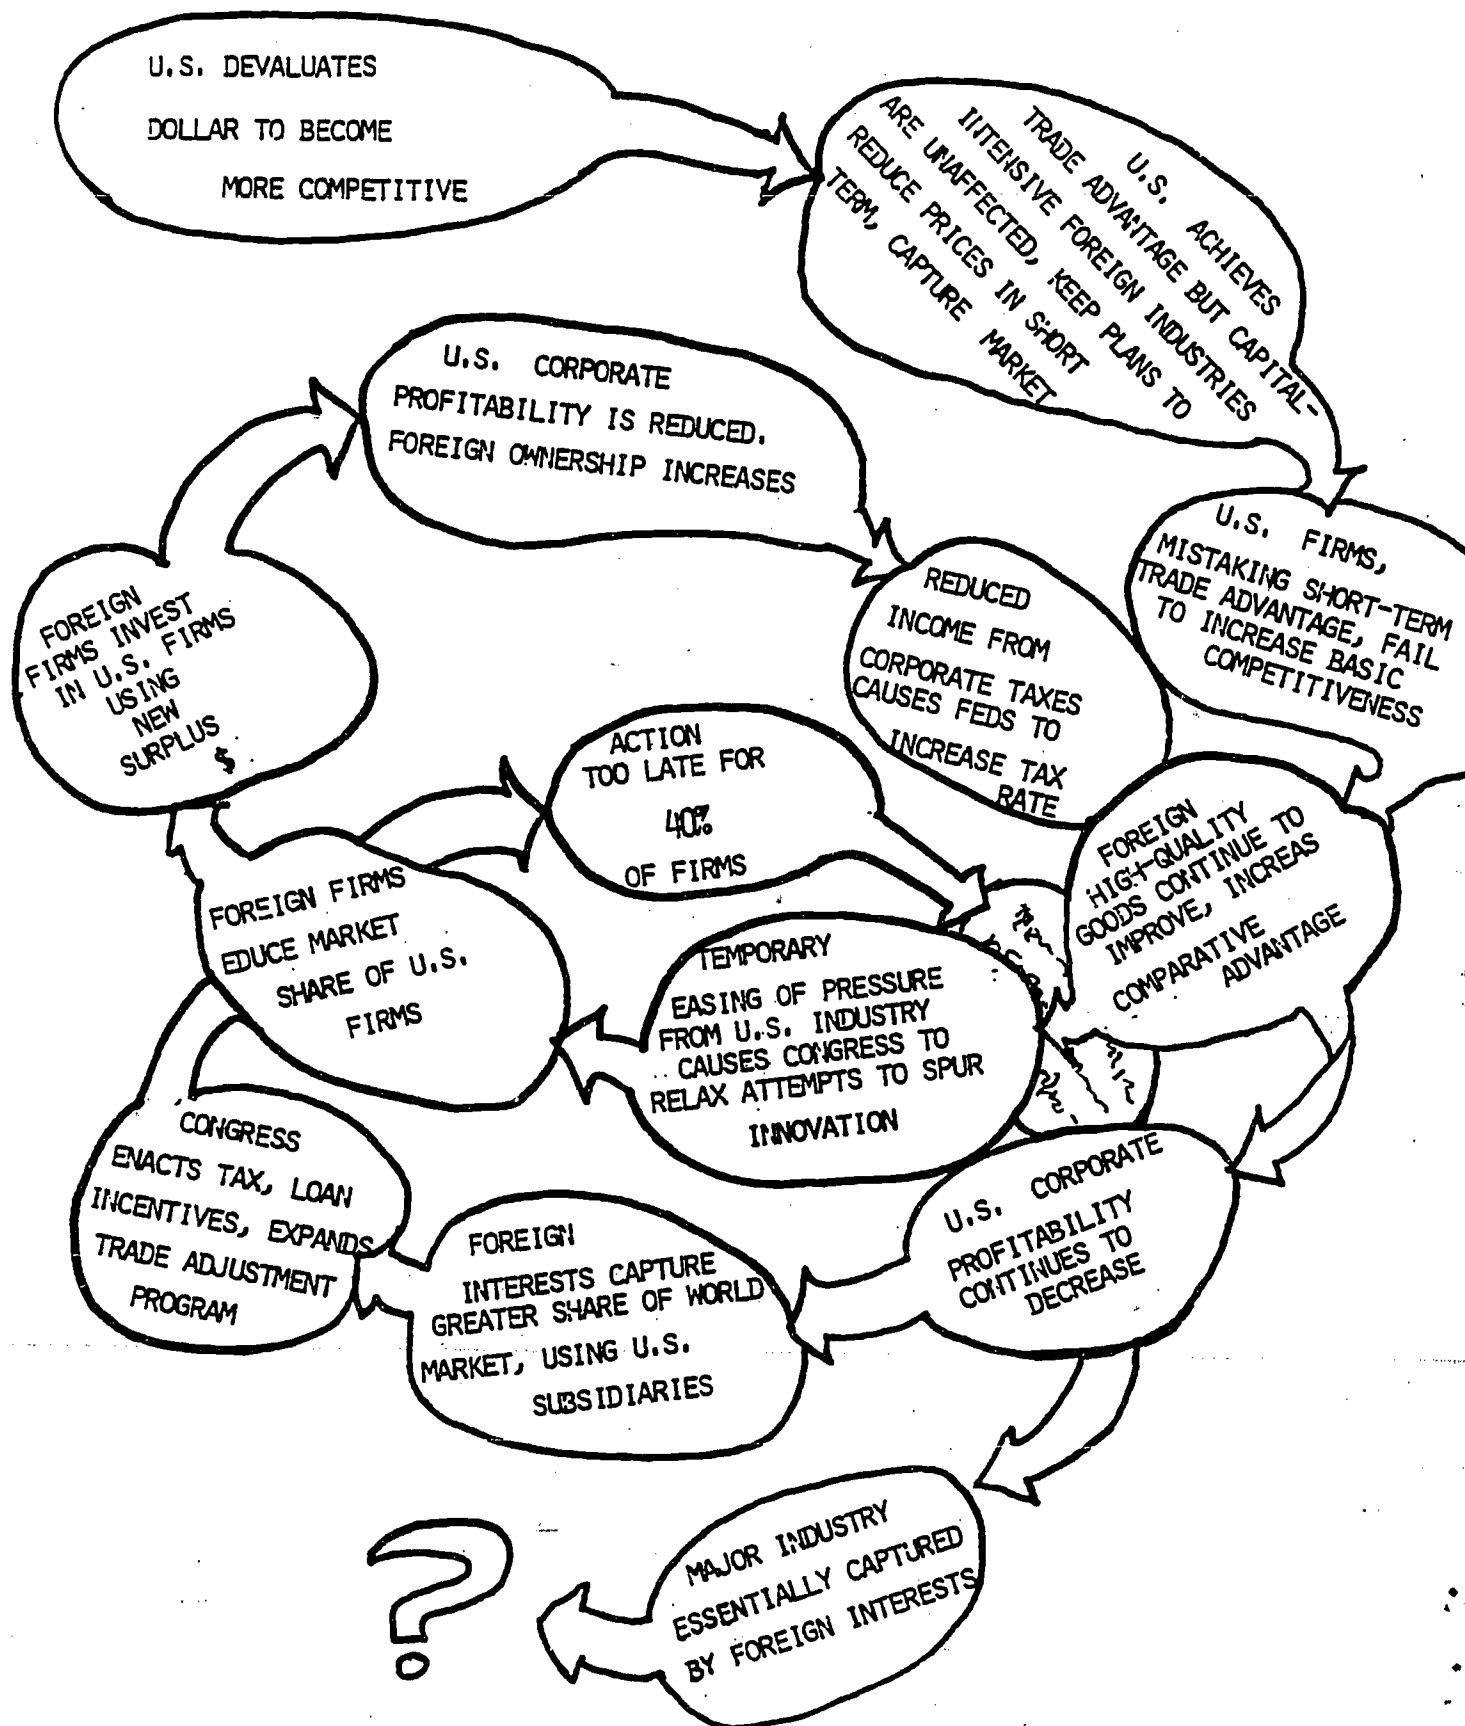 U.S. DEVALUATES
DOLLAR TO BECOME
MORE COMPETITIVE
U.S. ACHIEVES
TRADE ADVANTAGE BUT CAPITAL-
INTENSIVE FOREIGN INDUSTRIES
ARE UNAFFECTED, KEEP PLANS TO
REDUCE PRICES IN SHORT
TERM, CAPTURE MARKET
U.S. FIRMS,
MISTAKING SHORT-TERM
TRADE ADVANTAGE, FAIL
TO INCREASE BASIC
COMPETITIVENESS
FOREIGN
HIGH-QUALITY
GOODS CONTINUE TO
IMPROVE, INCREAS
COMPARATIVE
ADVANTAGE
TEMPORARY
EASING OF PRESSURE
FROM U.S. INDUSTRY
CAUSES CONGRESS TO
RELAX ATTEMPTS TO SPUR
INNOVATION
FOREIGN FIRMS
EDUCE MARKET
SHARE OF U.S.
FIRMS
FOREIGN
FIRMS INVEST
IN U.S. FIRMS
USING
NEW
SURPLUS
$
U.S. CORPORATE
PROFITABILITY IS REDUCED.
FOREIGN OWNERSHIP INCREASES
REDUCED
INCOME FROM
CORPORATE TAXES
CAUSES FEDS TO
INCREASE TAX
RATE
U.S. CORPORATE
PROFITABILITY
CONTINUES TO
DECREASE
FOREIGN
INTERESTS CAPTURE
GREATER SHARE OF WORLD
MARKET, USING U.S.
SUBSIDIARIES
CONGRESS
ENACTS TAX, LOAN
INCENTIVES, EXPANDS
TRADE ADJUSTMENT
PROGRAM
ACTION
TOO LATE FOR
40%
OF FIRMS
MAJOR INDUSTRY
ESSENTIALLY CAPTURED
BY FOREIGN INTERESTS
?